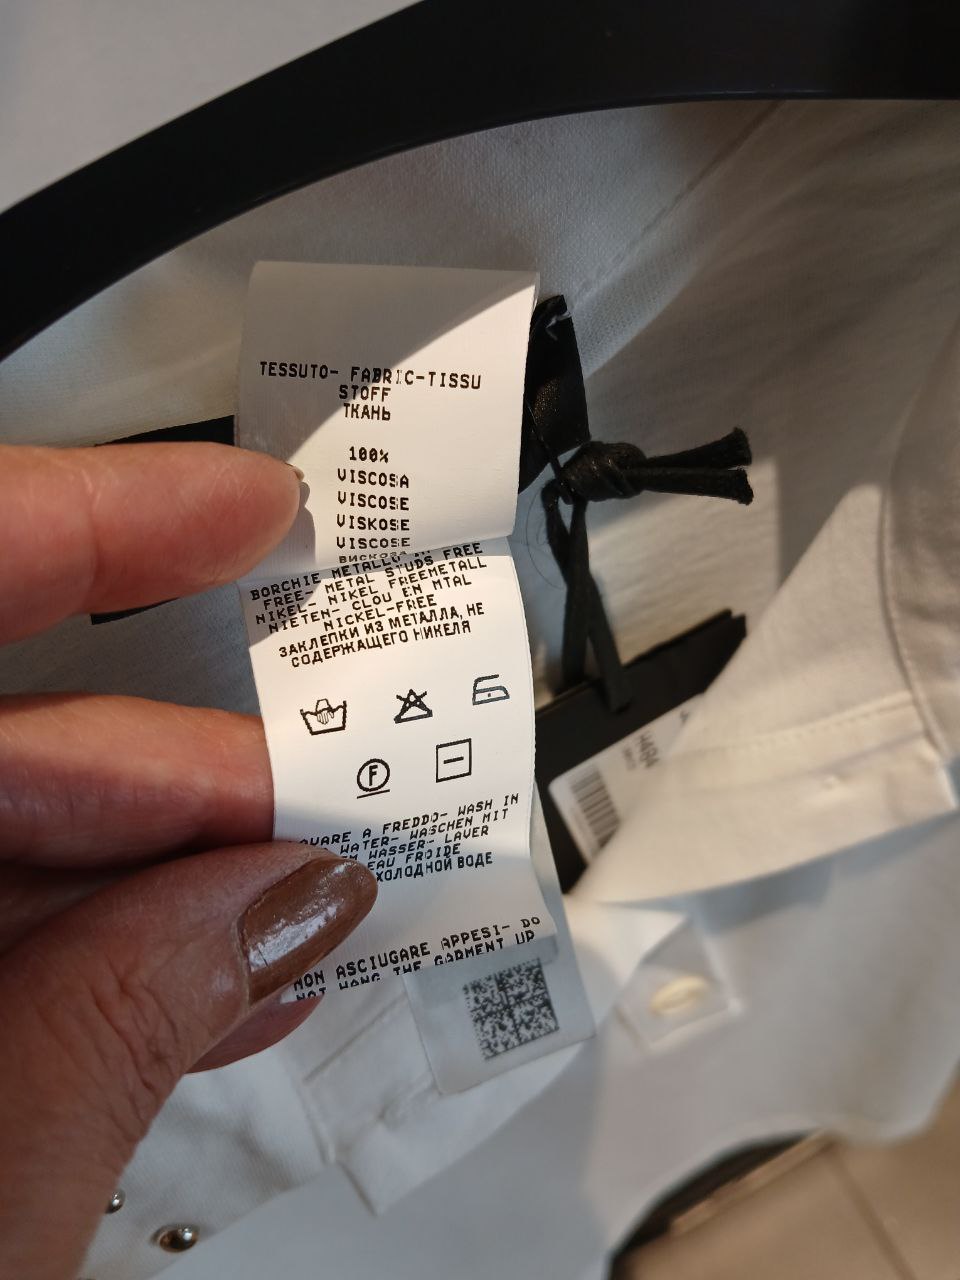 TESSUTO- FABRIC-TISSU
STOFF
ТКАНЬ
100%
VISCOSA
VISCOSE
VISKOSE
VISCOSE
ВИСКОЗА
BORCHIE METALLO
FREE- METAL STUDS FREE
NIKEL- NIKEL FREEMETALL
NIETEN- CLOU EN MTAL
NICKEL-FREE
ЗАКЛЕПКИ ИЗ МЕТАЛЛА, НЕ
СОДЕРЖАЩЕГО НИКЕЛЯ
F
A FREDDO- WASH IN
WATER- WASCHEN MIT
WASSER- LAVER
EAU FROIDE
ХОЛОДНОЙ ВОДЕ
NON ASCIUGARE APPESI- DO
NOT HANG THE GARMENT UP